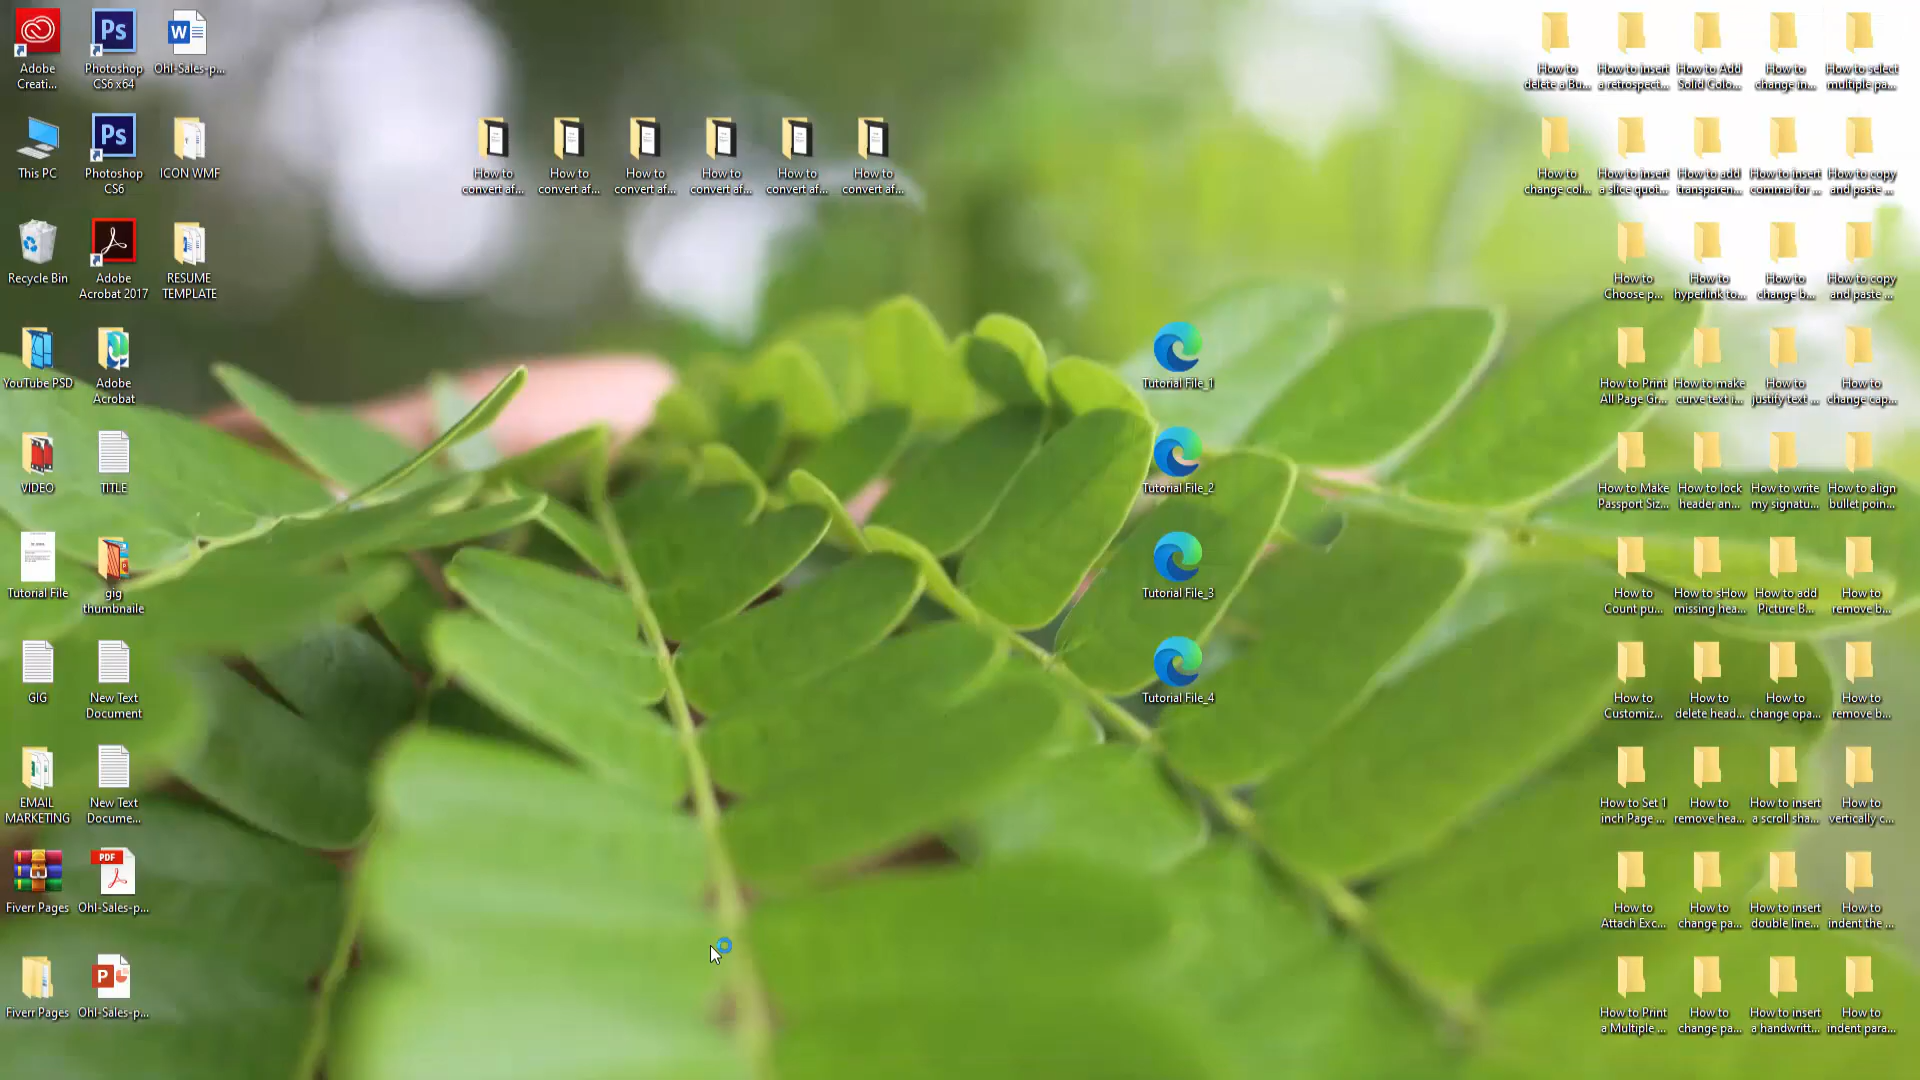 Adobe
Creati...
Ps
Photoshop
CS6 x64
W
Ohl-Sales-p...
This PC
Ps
Photoshop
CS6
ICON WMF
Recycle Bin
Adobe
Acrobat 2017
RESUME
TEMPLATE
YouTube PSD
Adobe
Acrobat
VIDEO
TITLE
Tutorial File
gig
thumbnaile
GIG
New Text
Document
EMAIL
MARKETING
New Text
Docume...
Fiverr Pages
PDF
Ohl-Sales-p...
Fiverr Pages
P
Ohl-Sales-p...
How to
convert af...
How to
convert af...
How to
convert af...
How to
convert af...
How to
convert af...
How to
convert af...
Tutorial File_1
Tutorial File_2
Tutorial File_3
Tutorial File_4
How to
delete a Bu...
How to insert
a retrospect...
How to Add
Solid Colo...
How to
change in...
How to select
multiple pa...
How to
change col...
How to insert
a slice quot...
How to add
transparen...
How to insert
comma for ...
How to copy
and paste ...
How to
Choose p...
How to
hyperlink to...
How to
change b...
How to copy
and paste ...
How to Print
All Page Gr...
How to make
curve text i...
How to
justify text ...
How to
change cap...
How to Make
Passport Siz...
How to lock
header an...
How to write
my signatu...
How to align
bullet poin...
How to
Count pu...
How to sHow
missing hea...
How to add
Picture B...
How to
remove b...
How to
Customiz...
How to
delete head...
How to
change opa...
How to
remove b...
How to Set 1
inch Page ...
How to
remove hea...
How to insert
a scroll sha...
How to
vertically c...
How to
Attach Exc...
How to
change pa...
How to insert
double line...
How to
indent the ...
How to Print
a Multiple ...
How to
change pa...
How to insert
a handwritt...
How to
indent para...